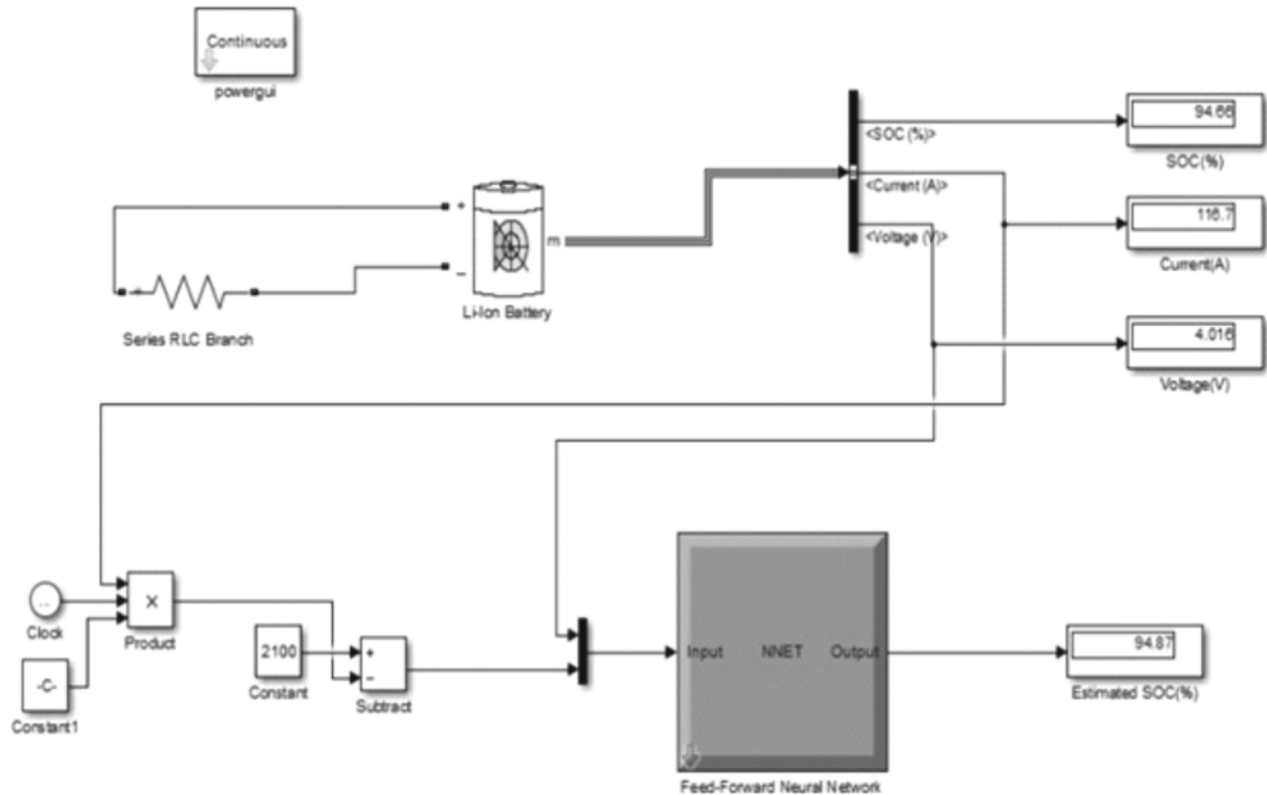 Continuous
powergui
<SOC (%)>
94.66
SOC(%)
<Current (A)>
116.7
Current(A)
<Voltage (V)>
4.016
Voltage(V)
+
m
−
Li-Ion Battery
+
Series RLC Branch
...
Clock
X
Product
-C-
Constant1
2100
Constant
+
−
Subtract
Input NNET Output
Feed-Forward Neural Network
94.87
Estimated SOC(%)